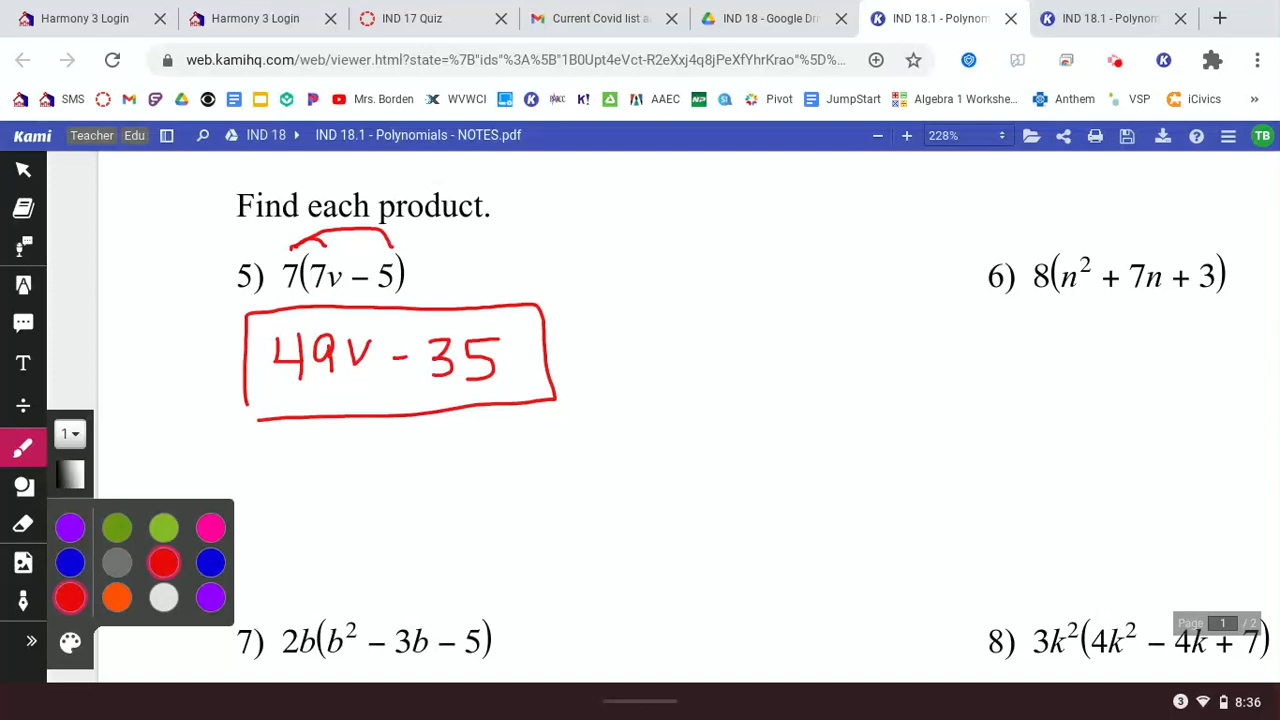 Harmony 3 Login
Harmony 3 Login
IND 17 Quiz
Current Covid list a
IND 18 - Google Dri
IND 18.1 - Polynom
IND 18.1 - Polynom
web.kamihq.com/web/viewer.html?state=%7B"ids"%3A%5B"1B0Upt4eVct-R2eXxj4q8jPeXfYhrKrao"%5D%...
SMS
Mrs. Borden
WVWCI
AAEC
Pivot
JumpStart
Algebra 1 Workshe...
Anthem
VSP
iCivics
»
Kami
Teacher
Edu
IND 18
IND 18.1 - Polynomials - NOTES.pdf
228%
TB
Find each product.
5) 7(7v − 5)
6) 8(n² + 7n + 3)
49v - 35
1
7) 2b(b² − 3b − 5)
8) 3k²(4k² − 4k + 7)
Page 1 / 2
3
8:36